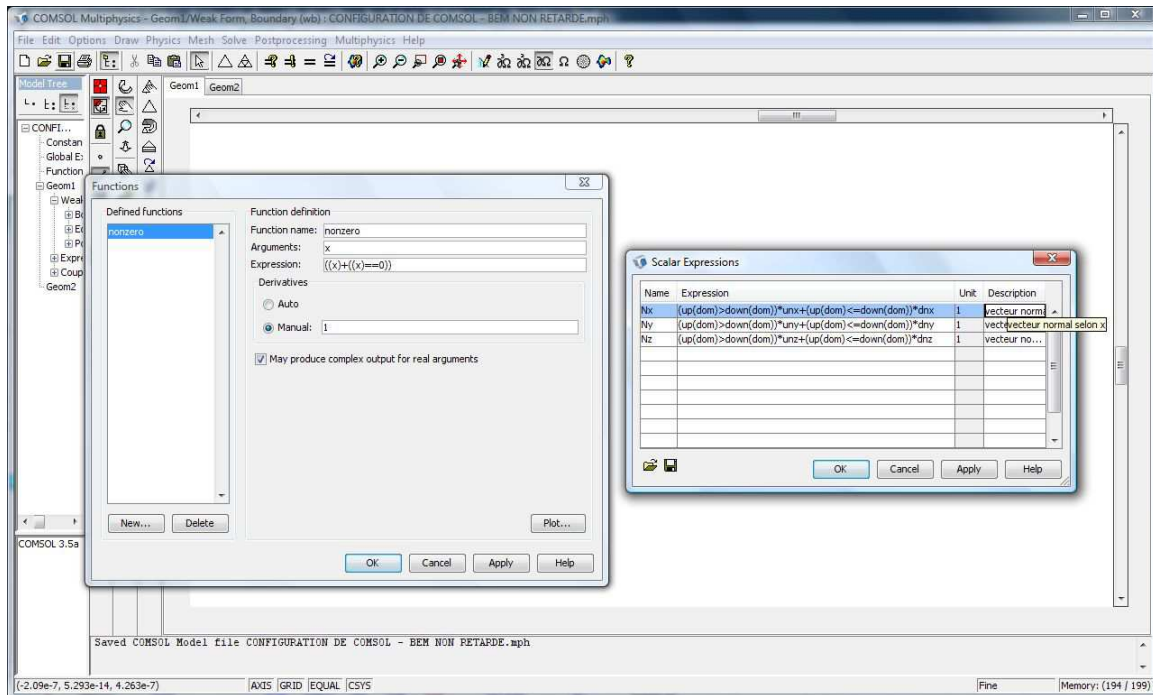 COMSOL Multiphysics - Geom1/Weak Form, Boundary (wb) : CONFIGURATION DE COMSOL - BEM NON RETARDE.mph
File Edit Options Draw Physics Mesh Solve Postprocessing Multiphysics Help
Model Tree
Geom1 Geom2
CONFI...
Constan
Global E
Function
Geom1
Weak
Bo
Ed
Po
Expre
Coup
Geom2
Functions
Defined functions
nonzero
New... Delete
Function definition
Function name: nonzero
Arguments: x
Expression: ((x)+((x)==0))
Derivatives
Auto
Manual: 1
May produce complex output for real arguments
Plot...
OK Cancel Apply Help
Scalar Expressions
Name Expression Unit Description
Nx (up(dom)>down(dom))*unx+(up(dom)<=down(dom))*dnx 1 vecteur norma
Ny (up(dom)>down(dom))*uny+(up(dom)<=down(dom))*dny 1 vecte
vecteur normal selon x
Nz (up(dom)>down(dom))*unz+(up(dom)<=down(dom))*dnz 1 vecteur no...
OK Cancel Apply Help
COMSOL 3.5a
Saved COMSOL Model file CONFIGURATION DE COMSOL - BEM NON RETARDE.mph
(-2.09e-7, 5.293e-14, 4.263e-7) AXIS GRID EQUAL CSYS Fine Memory: (194 / 199)